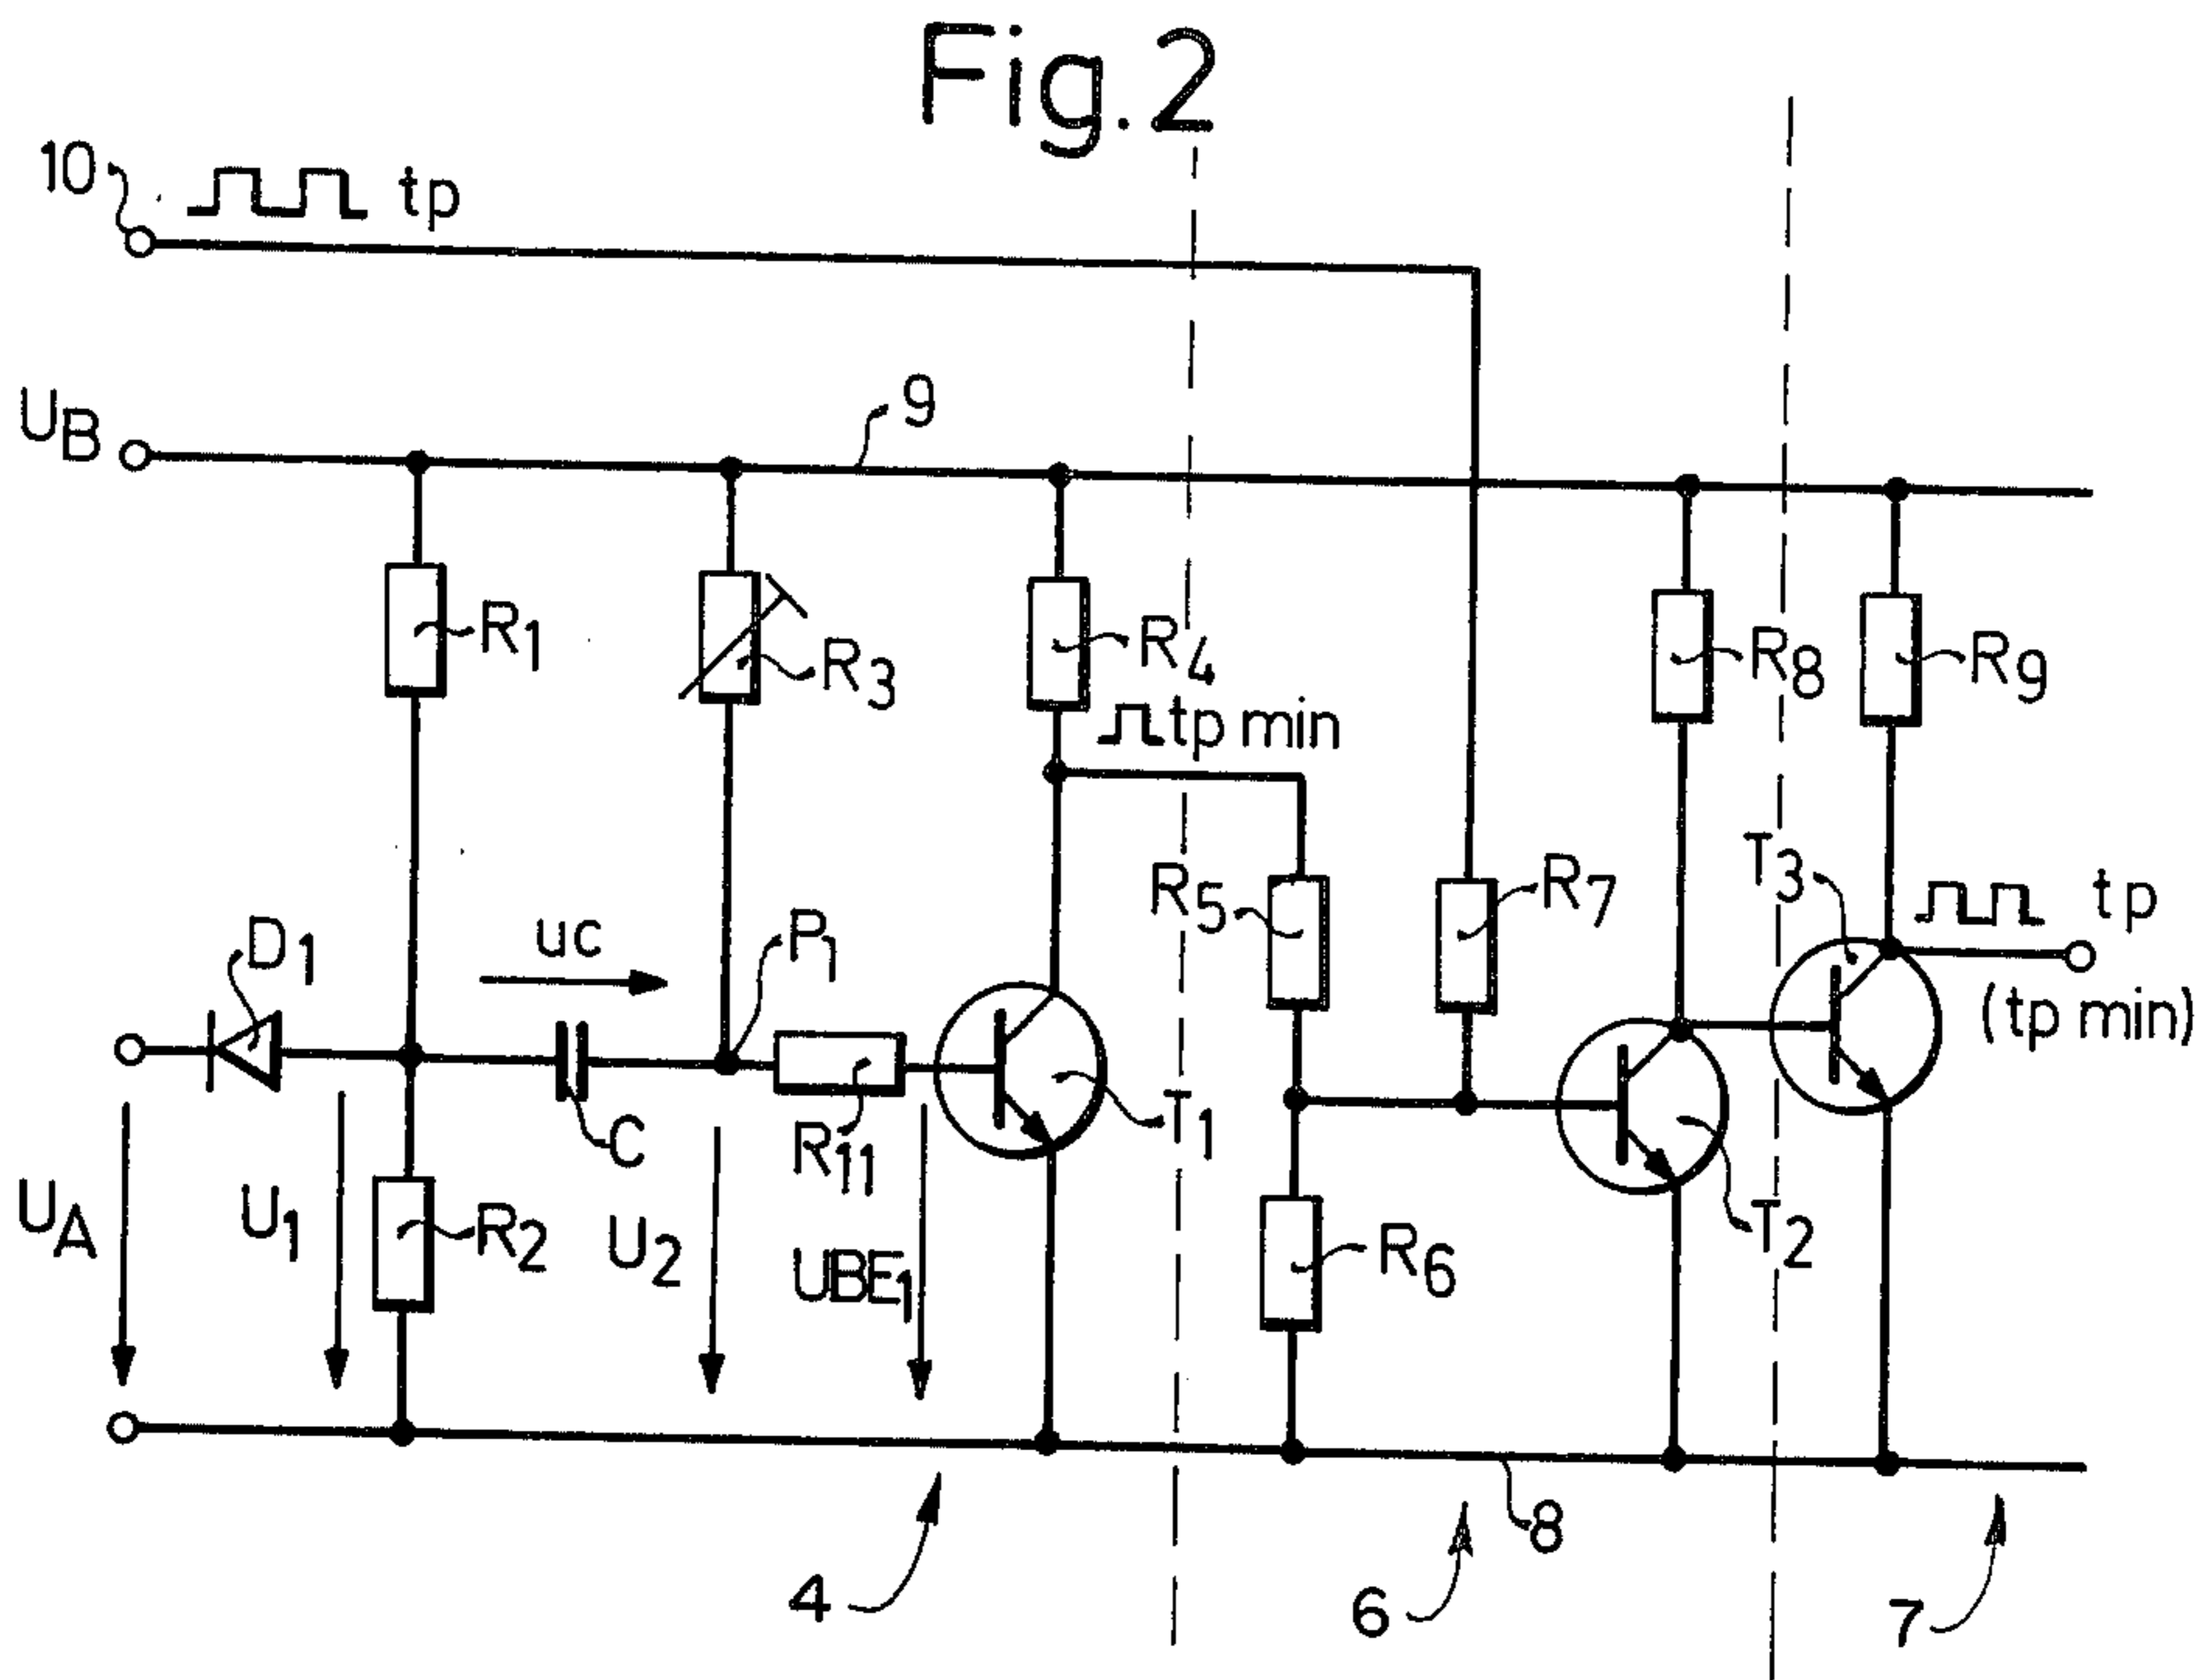 Fig.2
10
tp
UB
9
R1
R3
R4
R8
R9
tp min
T3
R5
R7
tp
D1
uc
P1
(tp min)
C
R11
T1
UA
U1
R2
U2
UBE1
R6
T2
8
4
6
7